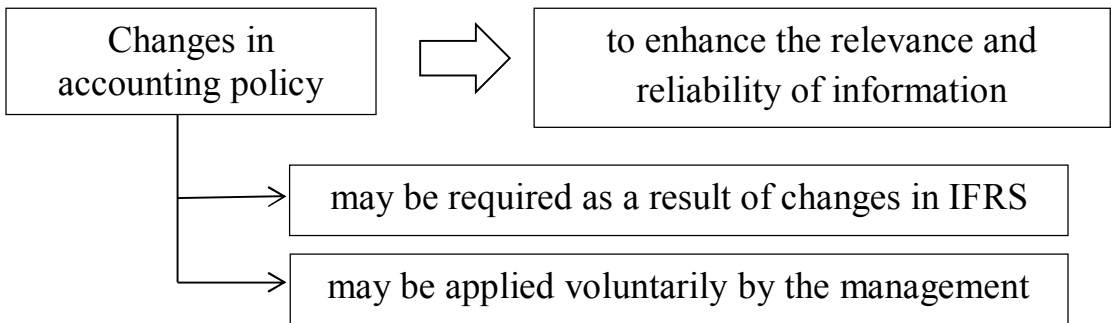 Changes in
accounting policy
to enhance the relevance and
reliability of information
may be required as a result of changes in IFRS
may be applied voluntarily by the management